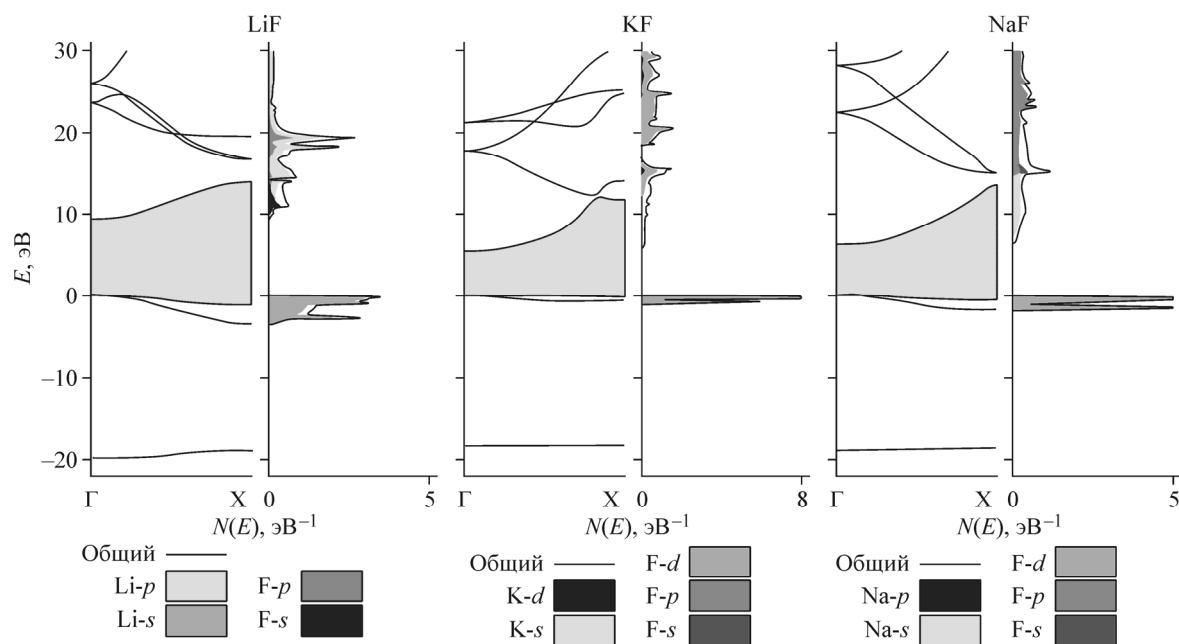 LiF
KF
NaF
30
20
10
0
–10
–20
E, эВ
Γ X 0 5
Γ X 0 8
Γ X 0 5
N(E), эВ⁻¹
N(E), эВ⁻¹
N(E), эВ⁻¹
Общий
Li-p F-p
Li-s F-s
Общий F-d
K-d F-p
K-s F-s
Общий F-d
Na-p F-p
Na-s F-s